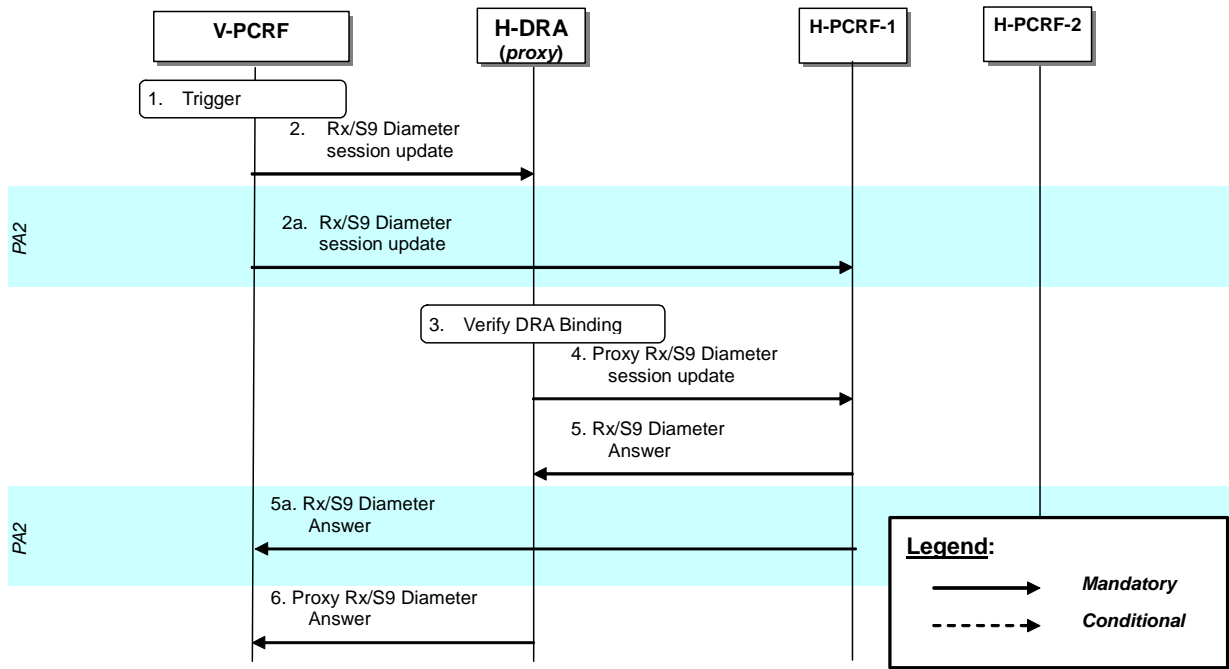 V-PCRF
H-DRA
(proxy)
H-PCRF-1
H-PCRF-2
1. Trigger
2. Rx/S9 Diameter
session update
PA2
2a. Rx/S9 Diameter
session update
3. Verify DRA Binding
4. Proxy Rx/S9 Diameter
session update
5. Rx/S9 Diameter
Answer
PA2
5a. Rx/S9 Diameter
Answer
6. Proxy Rx/S9 Diameter
Answer
Legend:
Mandatory
Conditional